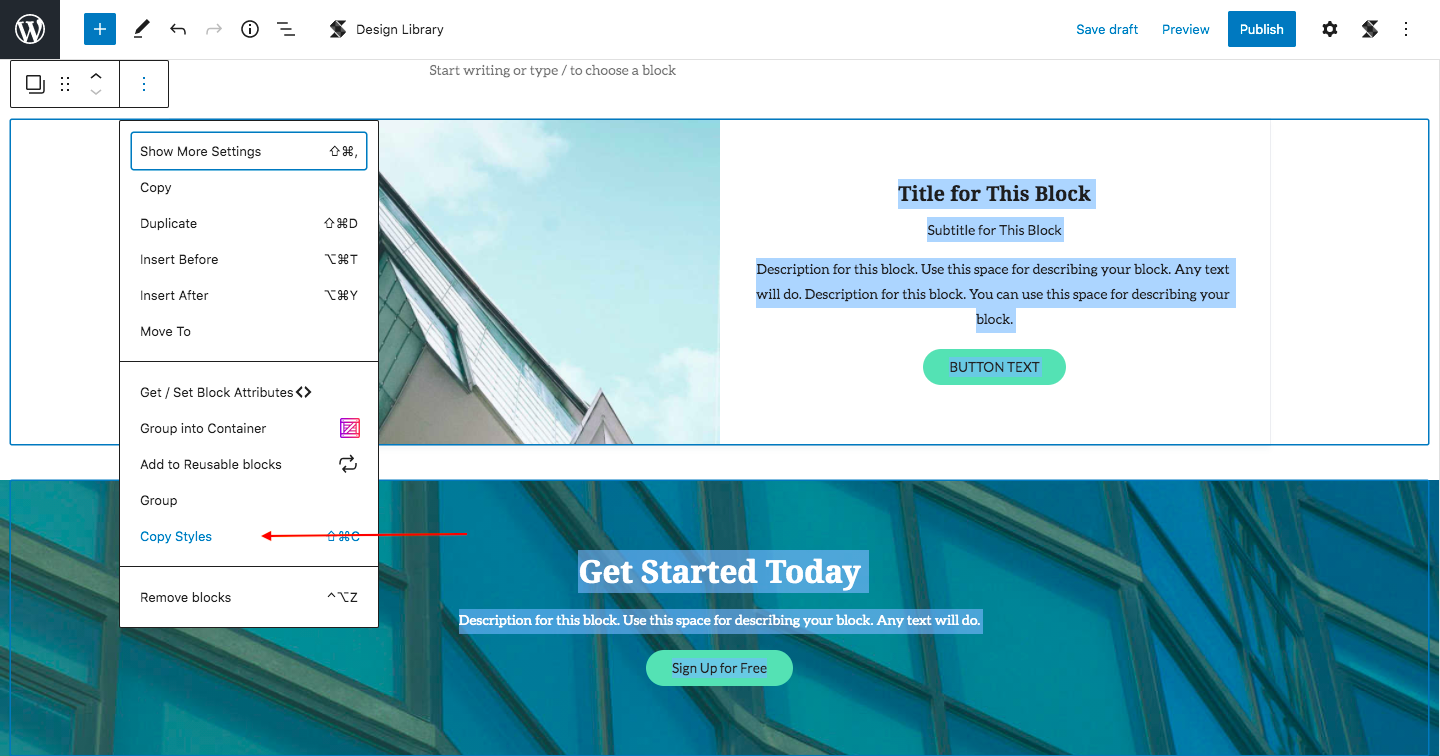 Design Library
Save draft
Preview
Publish
Start writing or type / to choose a block
Show More Settings ⇧⌘,
Copy
Duplicate ⇧⌘D
Insert Before ⌥⌘T
Insert After ⌥⌘Y
Move To
Get / Set Block Attributes
Group into Container
Add to Reusable blocks
Group
Copy Styles ⇧⌘C
Remove blocks ^⌥Z
Title for This Block
Subtitle for This Block
Description for this block. Use this space for describing your block. Any text
will do. Description for this block. You can use this space for describing your
block.
BUTTON TEXT
Get Started Today
Description for this block. Use this space for describing your block. Any text will do.
Sign Up for Free